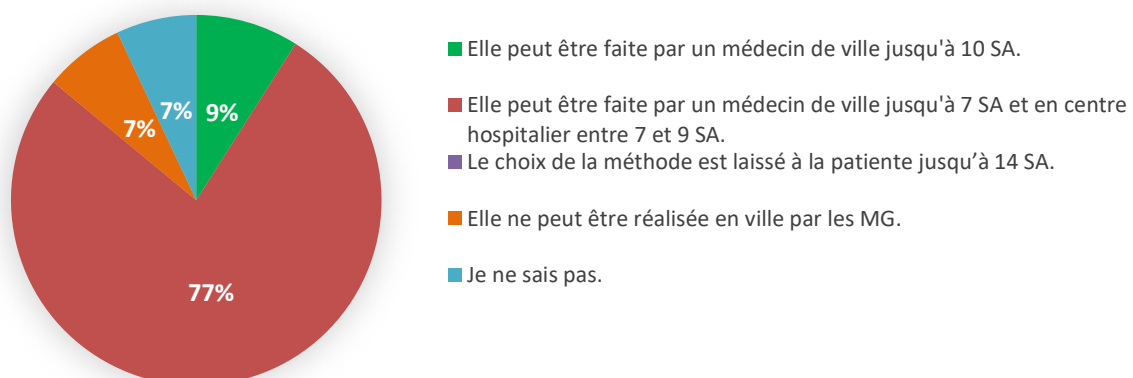 Elle peut être faite par un médecin de ville jusqu'à 10 SA.
Elle peut être faite par un médecin de ville jusqu'à 7 SA et en centre
hospitalier entre 7 et 9 SA.
Le choix de la méthode est laissé à la patiente jusqu’à 14 SA.
Elle ne peut être réalisée en ville par les MG.
Je ne sais pas.
7%
9%
7%
77%